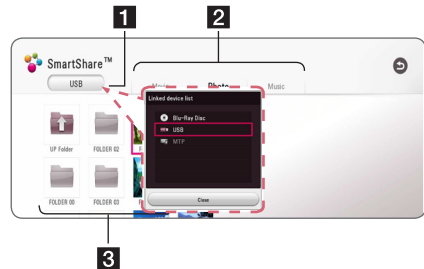 1
2
SmartShare™
USB
Movie Photo Music
Linked device list
Blu-Ray Disc
USB
MTP
Close
UP Folder
FOLDER 02
FOLDER 00
FOLDER 03
3